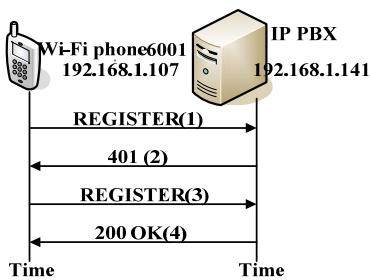 IP PBX
Wi-Fi phone6001
192.168.1.107
192.168.1.141
REGISTER(1)
401 (2)
REGISTER(3)
200 OK(4)
Time
Time